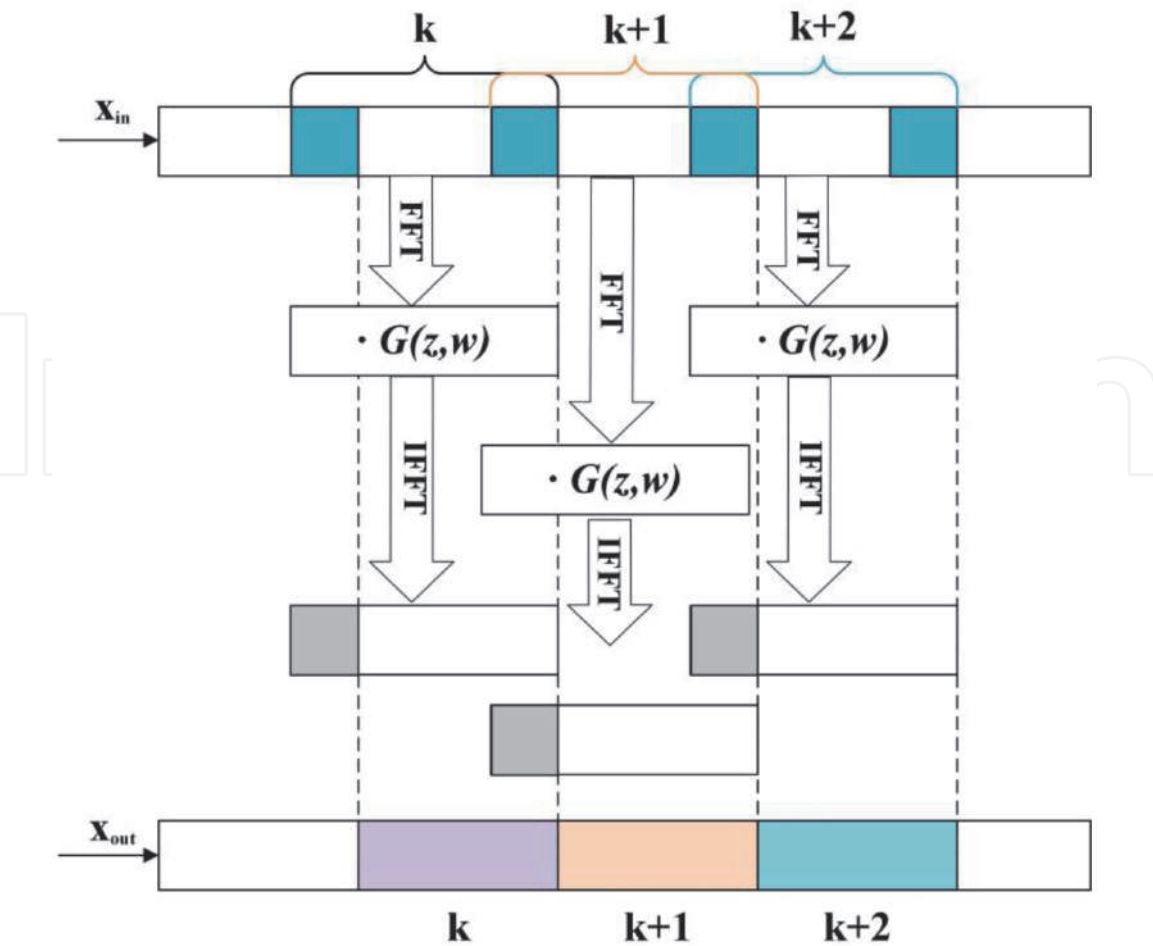 k
k+1
k+2
Xin
FFT
FFT
FFT
· G(z,w)
· G(z,w)
IFFT
IFFT
· G(z,w)
IFFT
Xout
k
k+1
k+2